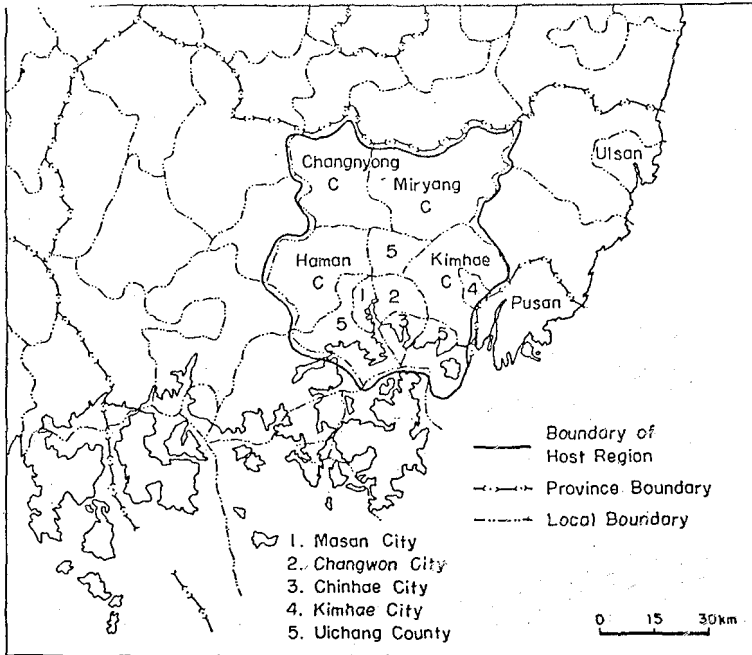 Changnyong
C
Miryang
C
Ulsan
Haman
C
5
Kimhae
C
4
1
2
3
5
5
Pusan
Boundary of
Host Region
Province Boundary
Local Boundary
1. Masan City
2. Changwon City
3. Chinhae City
4. Kimhae City
5. Uichang County
0 15 30km